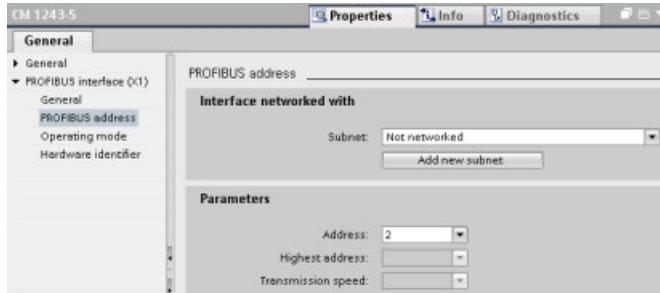 CM 1243-5
Properties
Info
Diagnostics
General
General
PROFIBUS interface (X1)
General
PROFIBUS address
Operating mode
Hardware identifier
PROFIBUS address
Interface networked with
Subnet: Not networked
Add new subnet
Parameters
Address: 2
Highest address:
Transmission speed: